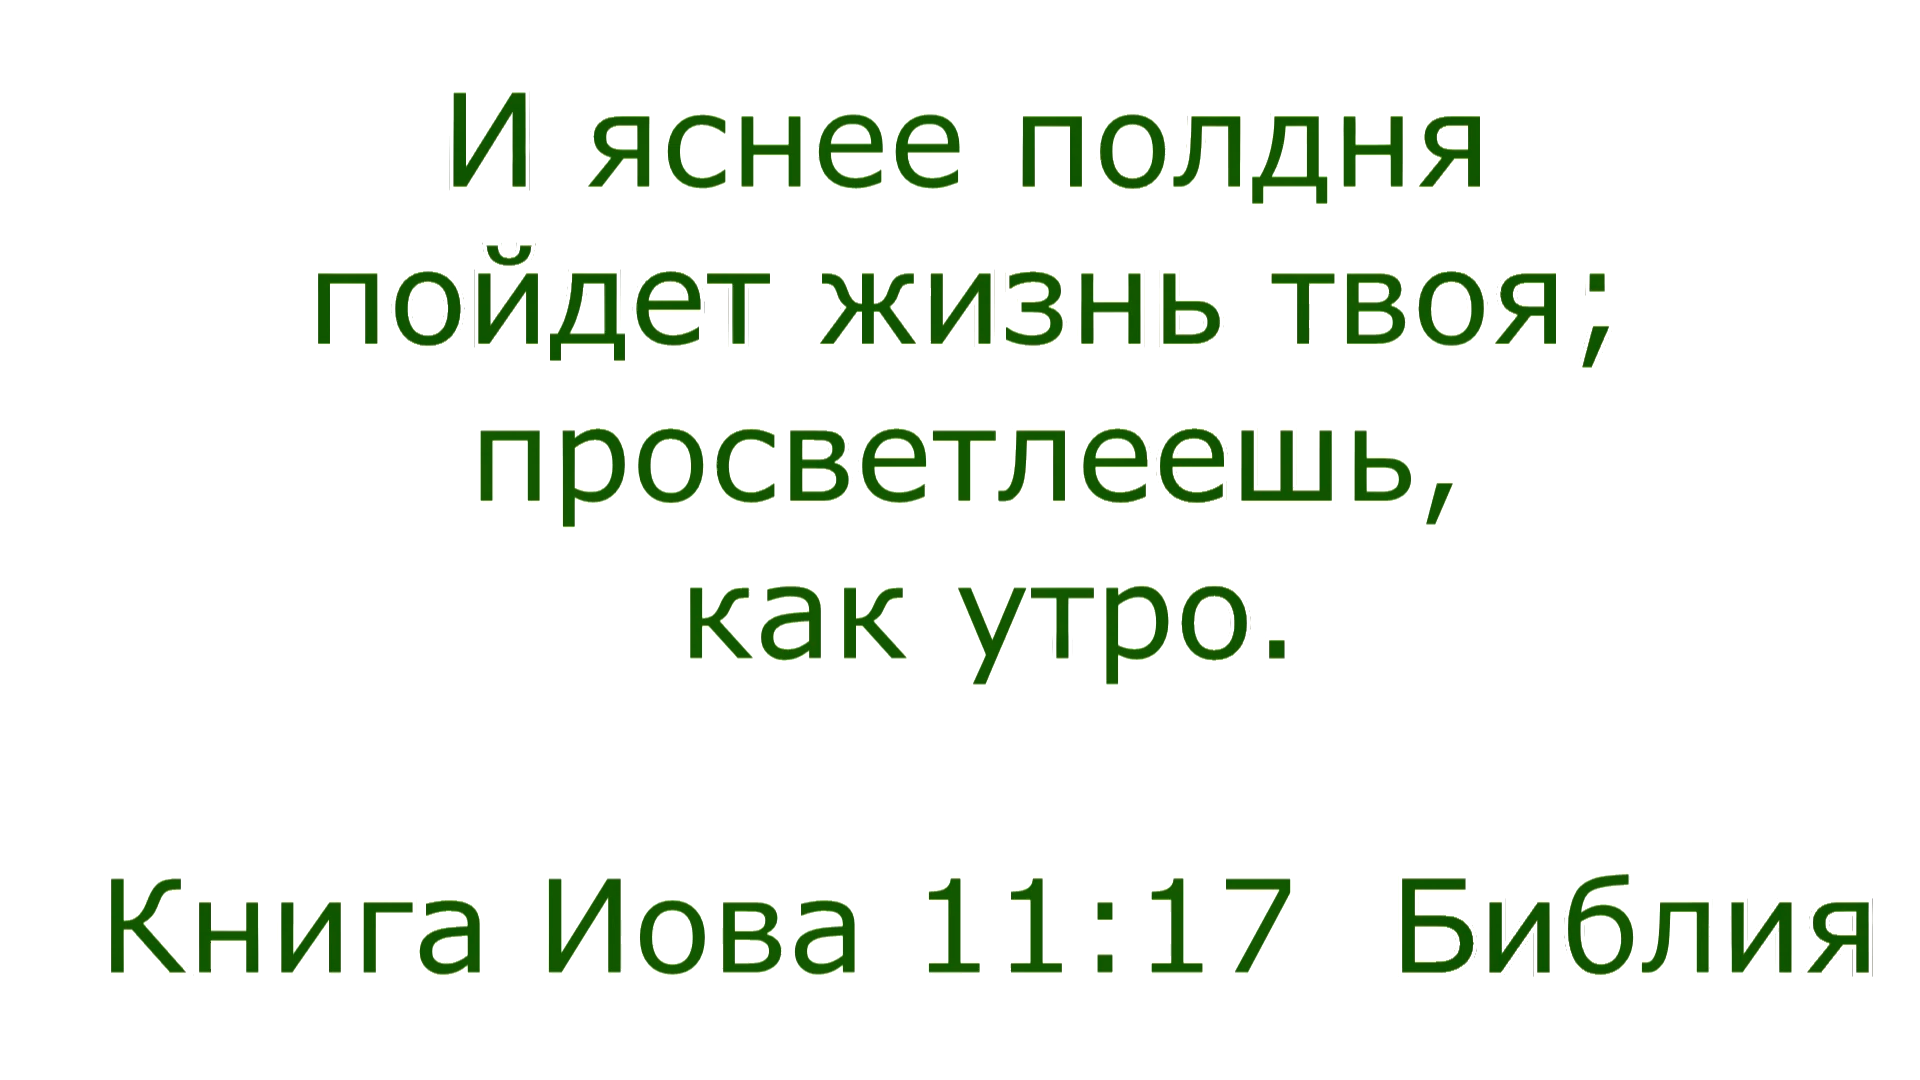 И яснее полдня
пойдет жизнь твоя;
просветлеешь,
как утро.
Книга Иова 11:17 Библия